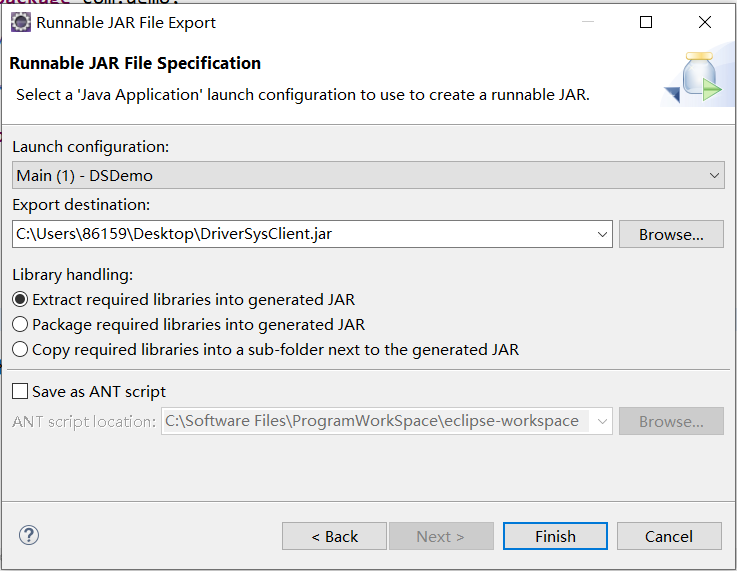 package com.demo;
Runnable JAR File Export
Runnable JAR File Specification
Select a 'Java Application' launch configuration to use to create a runnable JAR.
Launch configuration:
Main (1) - DSDemo
Export destination:
C:\Users\86159\Desktop\DriverSysClient.jar
Browse...
Library handling:
Extract required libraries into generated JAR
Package required libraries into generated JAR
Copy required libraries into a sub-folder next to the generated JAR
Save as ANT script
ANT script location:
C:\Software Files\ProgramWorkSpace\eclipse-workspace
Browse...
?
< Back
Next >
Finish
Cancel